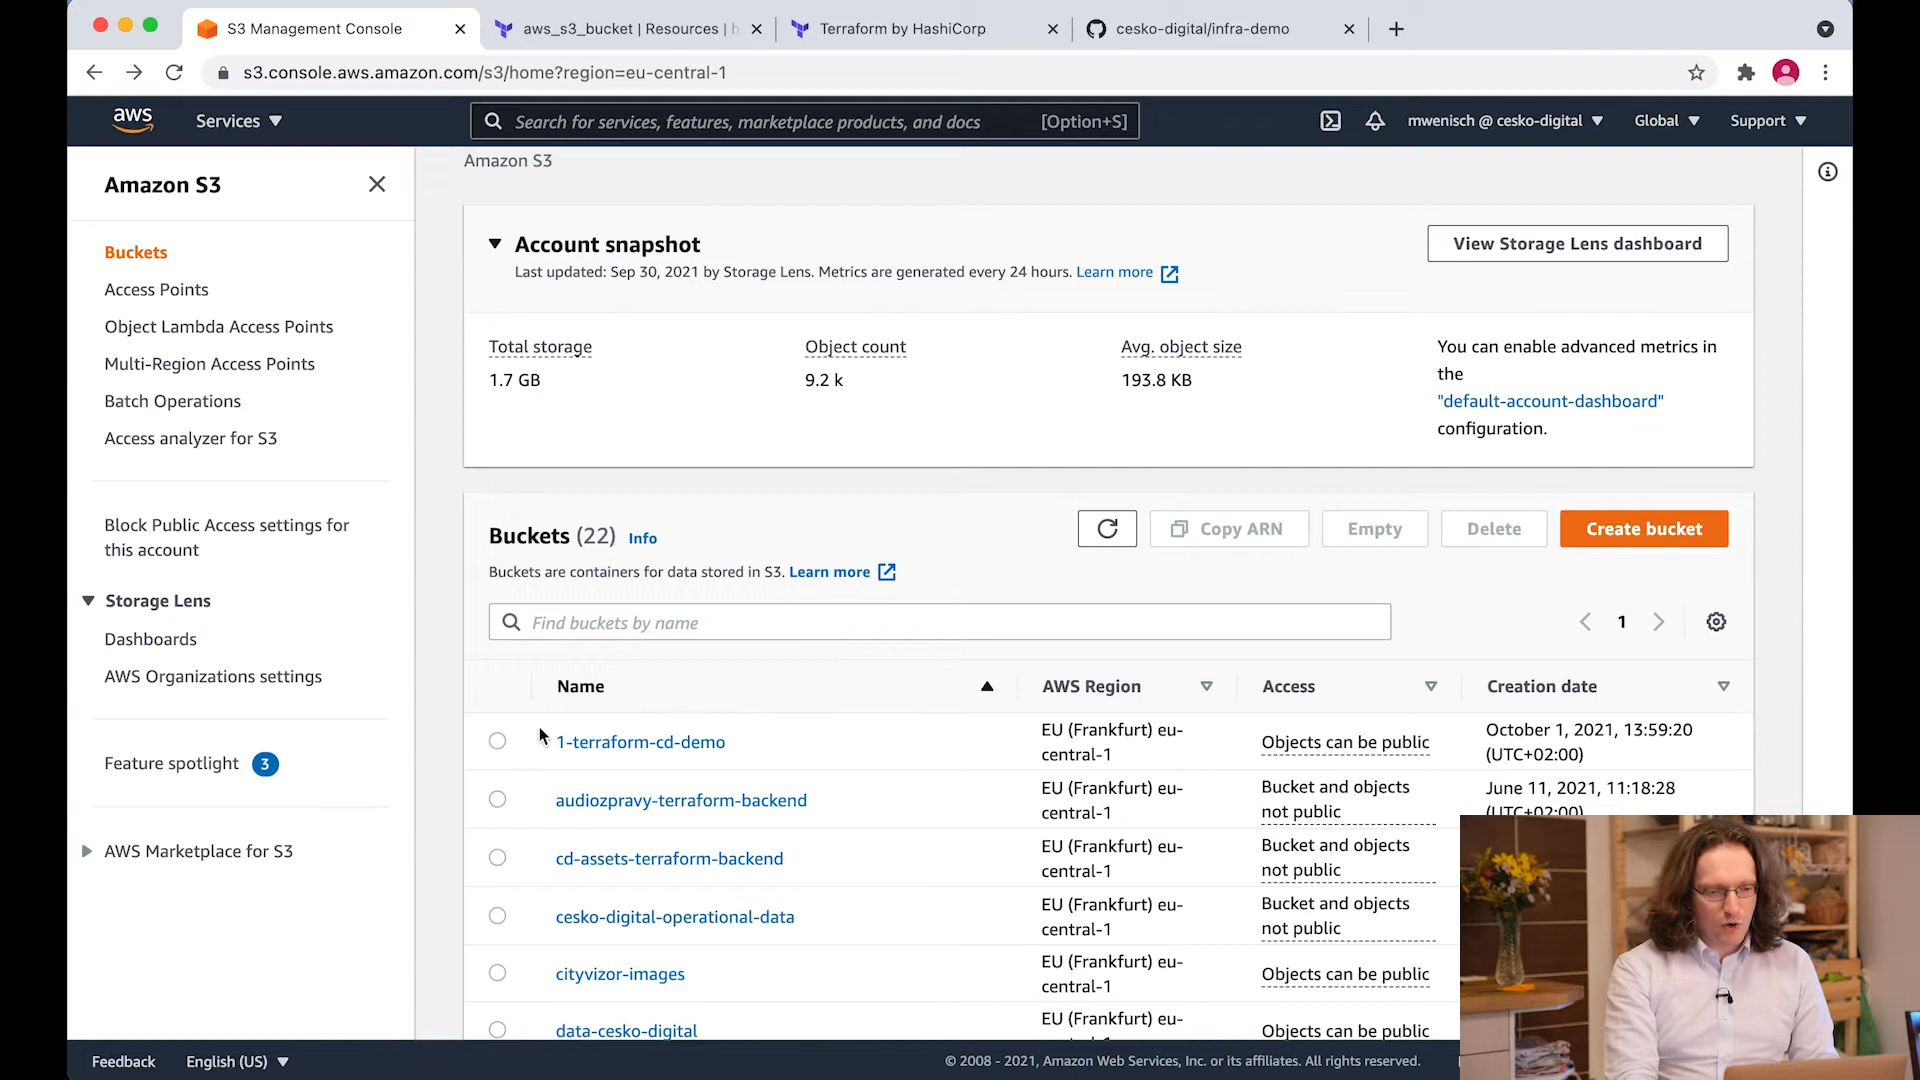 S3 Management Console
aws_s3_bucket | Resources | h
Terraform by HashiCorp
cesko-digital/infra-demo
s3.console.aws.amazon.com/s3/home?region=eu-central-1
aws
Services
Search for services, features, marketplace products, and docs
[Option+S]
mwenisch @ cesko-digital
Global
Support
Amazon S3
Buckets
Access Points
Object Lambda Access Points
Multi-Region Access Points
Batch Operations
Access analyzer for S3
Block Public Access settings for
this account
Storage Lens
Dashboards
AWS Organizations settings
Feature spotlight 3
AWS Marketplace for S3
Amazon S3
Account snapshot
View Storage Lens dashboard
Last updated: Sep 30, 2021 by Storage Lens. Metrics are generated every 24 hours. Learn more
Total storage
1.7 GB
Object count
9.2 k
Avg. object size
193.8 KB
You can enable advanced metrics in
the
"default-account-dashboard"
configuration.
Buckets (22) Info
Copy ARN
Empty
Delete
Create bucket
Buckets are containers for data stored in S3. Learn more
Find buckets by name
1
Name
AWS Region
Access
Creation date
1-terraform-cd-demo
EU (Frankfurt) eu-
central-1
Objects can be public
October 1, 2021, 13:59:20
(UTC+02:00)
audiozpravy-terraform-backend
EU (Frankfurt) eu-
central-1
Bucket and objects
not public
June 11, 2021, 11:18:28
(UTC+02:00)
cd-assets-terraform-backend
EU (Frankfurt) eu-
central-1
Bucket and objects
not public
cesko-digital-operational-data
EU (Frankfurt) eu-
central-1
Bucket and objects
not public
cityvizor-images
EU (Frankfurt) eu-
central-1
Objects can be public
data-cesko-digital
EU (Frankfurt) eu-
Objects can be public
Feedback
English (US)
© 2008 - 2021, Amazon Web Services, Inc. or its affiliates. All rights reserved.